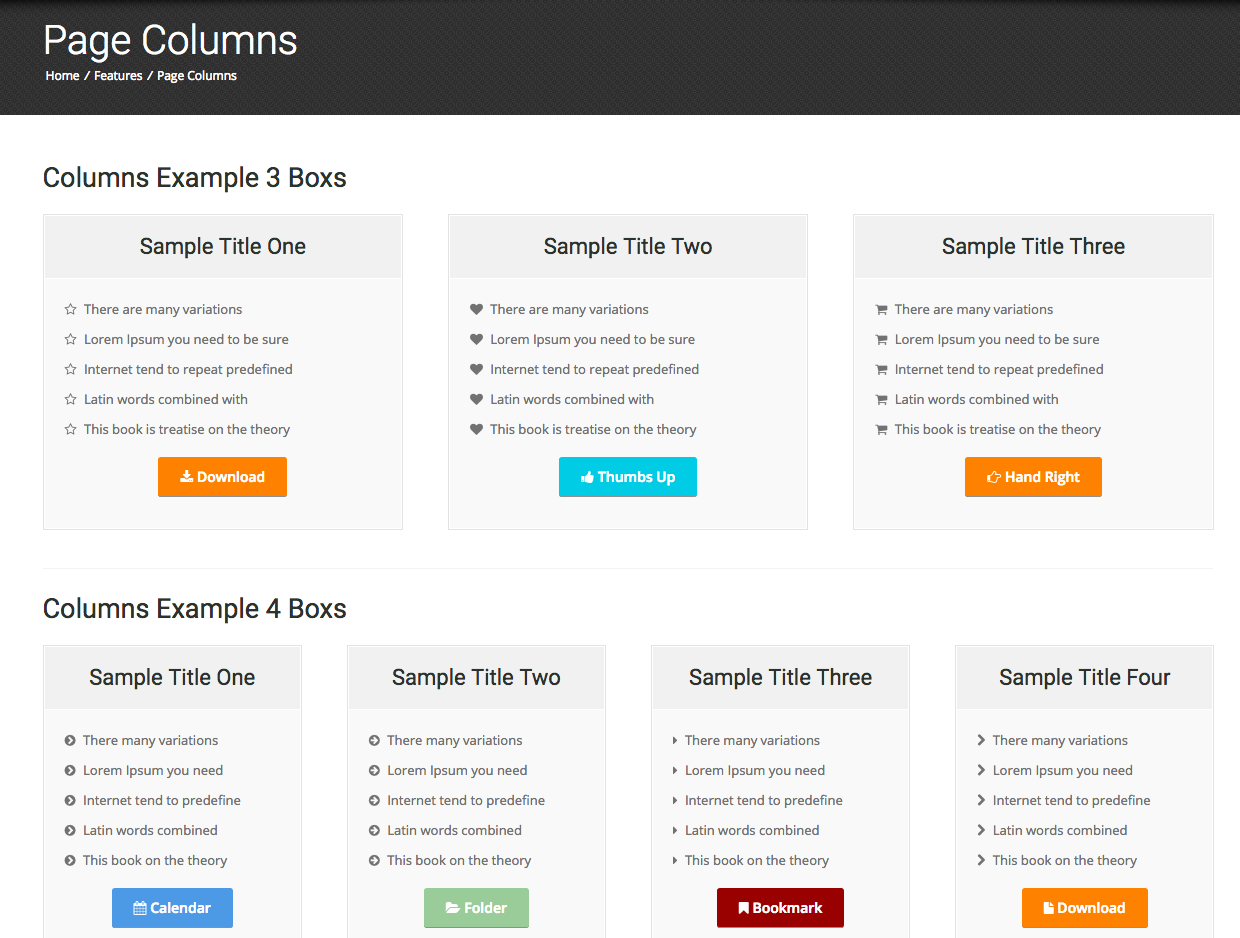 Page Columns
Home / Features / Page Columns
Columns Example 3 Boxs
Sample Title One
There are many variations
Lorem Ipsum you need to be sure
Internet tend to repeat predefined
Latin words combined with
This book is treatise on the theory
Download
Sample Title Two
There are many variations
Lorem Ipsum you need to be sure
Internet tend to repeat predefined
Latin words combined with
This book is treatise on the theory
Thumbs Up
Sample Title Three
There are many variations
Lorem Ipsum you need to be sure
Internet tend to repeat predefined
Latin words combined with
This book is treatise on the theory
Hand Right
Columns Example 4 Boxs
Sample Title One
There many variations
Lorem Ipsum you need
Internet tend to predefine
Latin words combined
This book on the theory
Calendar
Sample Title Two
There many variations
Lorem Ipsum you need
Internet tend to predefine
Latin words combined
This book on the theory
Folder
Sample Title Three
There many variations
Lorem Ipsum you need
Internet tend to predefine
Latin words combined
This book on the theory
Bookmark
Sample Title Four
There many variations
Lorem Ipsum you need
Internet tend to predefine
Latin words combined
This book on the theory
Download